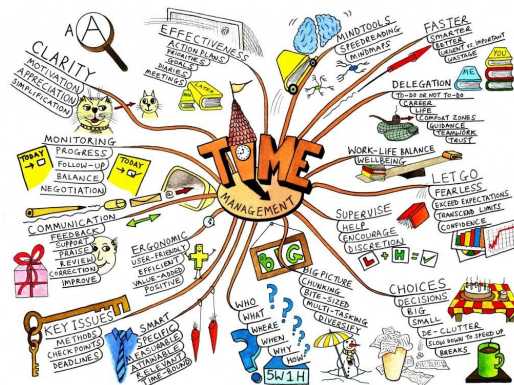 A
A
CLARITY
MOTIVATION
APPRECIATION
SIMPLIFICATION
EFFECTIVENESS
ACTION PLANS
PRIORITIES
GOALS
DIARIES
MEETINGS
LATER
MINDTOOLS
SPEEDREADING
MINDMAPS
FASTER
SMARTER
BETTER
URGENT VS. IMPORTANT
WASTAGE
ME
YOU
DELEGATION
TO-DO OR NOT TO-DO
CAREER
LIFE
COMFORT ZONES
GUIDANCE
TEAMWORK
TRUST
MONITORING
PROGRESS
FOLLOW-UP
BALANCE
NEGOTIATION
TODAY
TODAY
TIME
MANAGEMENT
WORK-LIFE BALANCE
WELLBEING
LET GO
FEARLESS
EXCEED EXPECTATIONS
TRANSCEND LIMITS
CONFIDENCE
@
COMMUNICATION
FEEDBACK
SUPPORT
PRAISE
REVIEW
CORRECTION
IMPROVE
ERGONOMIC
USER-FRIENDLY
EFFICIENT
VALUE-ADDED
POSITIVE
SUPERVISE
HELP
ENCOURAGE
DISCRETION
L + H = ✓
BIG
BIG PICTURE
CHUNKING
BITE-SIZED
MULTI-TASKING
DIVERSIFY
CHOICES
DECISIONS
BIG
SMALL
DE-CLUTTER
SLOW DOWN TO SPEED UP
BREAKS
KEY ISSUES
METHODS
CHECK POINTS
DEADLINES
SMART
SPECIFIC
MEASURABLE
ATTAINABLE
RELEVANT
TIME-BOUND
WHO
WHAT
WHERE
WHEN
WHY
HOW
?
?
?
5W1H